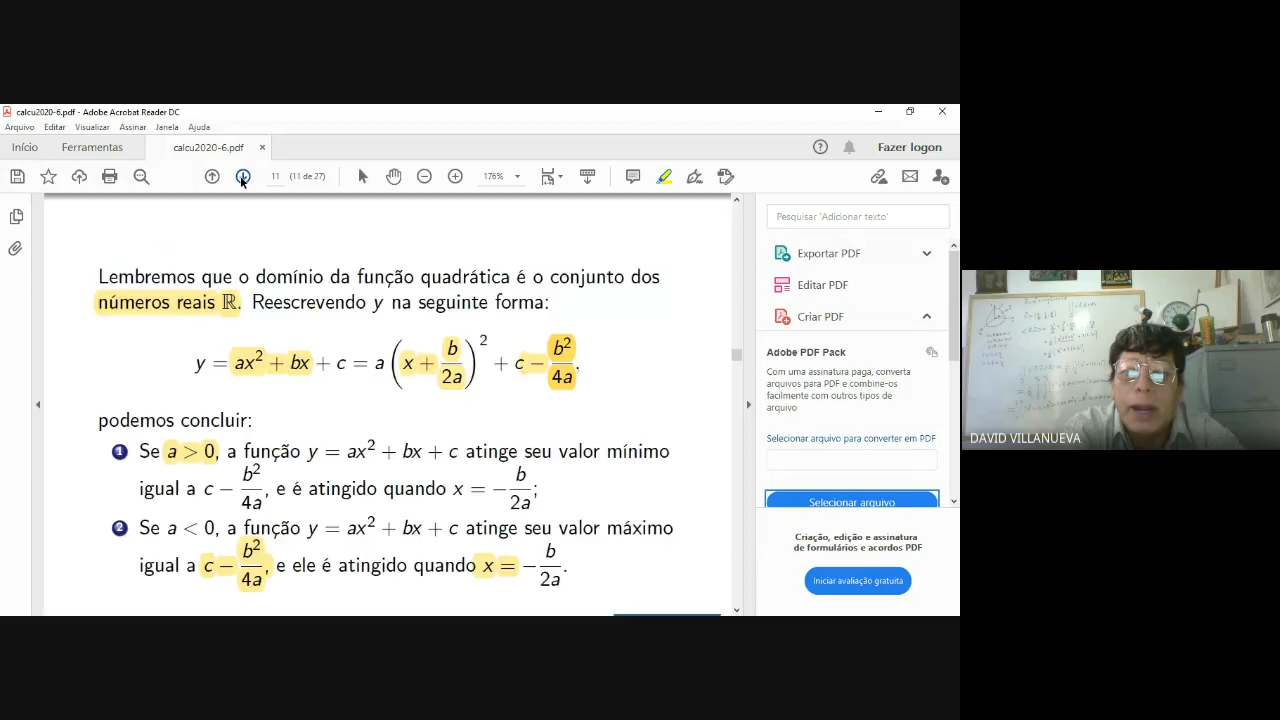 calcu2020-6.pdf - Adobe Acrobat Reader DC
Arquivo Editar Visualizar Assinar Janela Ajuda
Início Ferramentas calcu2020-6.pdf × Fazer logon
11 (11 de 27) 176%
Lembremos que o domínio da função quadrática é o conjunto dos
números reais ℝ. Reescrevendo y na seguinte forma:
y = ax² + bx + c = a(x + b/2a)² + c − b²/4a,
podemos concluir:
1 Se a > 0, a função y = ax² + bx + c atinge seu valor mínimo
igual a c − b²/4a, e é atingido quando x = − b/2a;
2 Se a < 0, a função y = ax² + bx + c atinge seu valor máximo
igual a c − b²/4a, e ele é atingido quando x = − b/2a.
Pesquisar 'Adicionar texto'
Exportar PDF
Editar PDF
Criar PDF
Adobe PDF Pack
Com uma assinatura paga, converta
arquivos para PDF e combine-os
facilmente com outros tipos de
arquivo
Selecionar arquivo para converter em PDF
Selecionar arquivo
Criação, edição e assinatura
de formulários e acordos PDF
Iniciar avaliação gratuita
DAVID VILLANUEVA